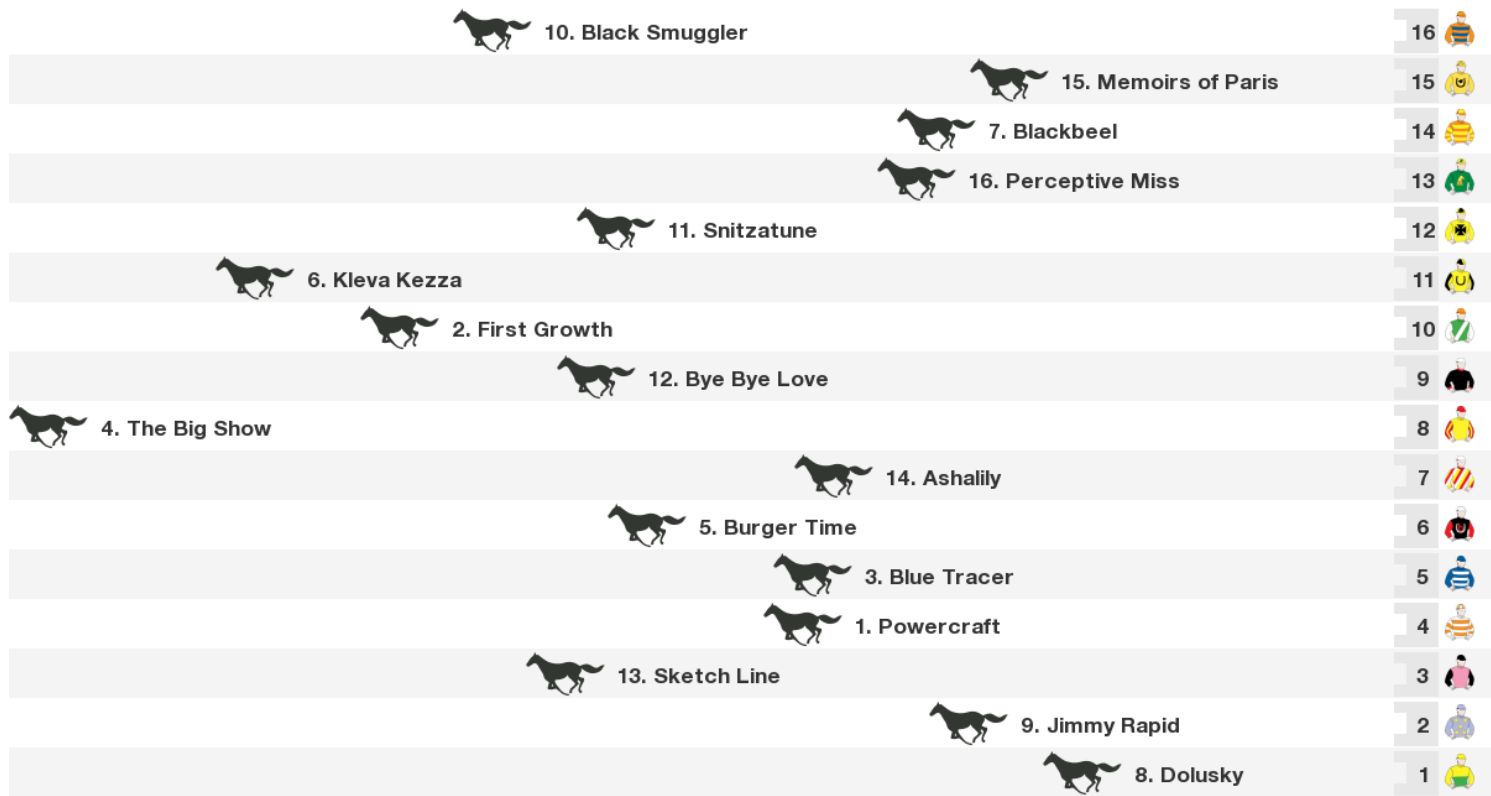 10. Black Smuggler 16
15. Memoirs of Paris 15
7. Blackbeel 14
16. Perceptive Miss 13
11. Snitzatune 12
6. Kleva Kezza 11
2. First Growth 10
12. Bye Bye Love 9
4. The Big Show 8
14. Ashalily 7
5. Burger Time 6
3. Blue Tracer 5
1. Powercraft 4
13. Sketch Line 3
9. Jimmy Rapid 2
8. Dolusky 1